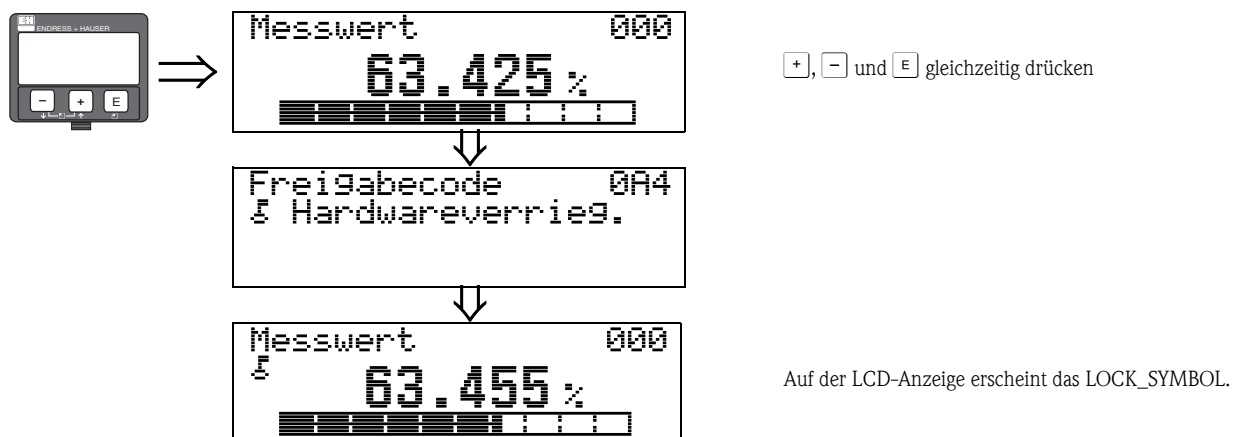 E+H
ENDRESS + HAUSER
− + E
Messwert 000
63.425 %
+, − und E gleichzeitig drücken
Freigabecode 0A4
Hardwareverrieg.
Messwert 000
63.455 %
Auf der LCD-Anzeige erscheint das LOCK_SYMBOL.